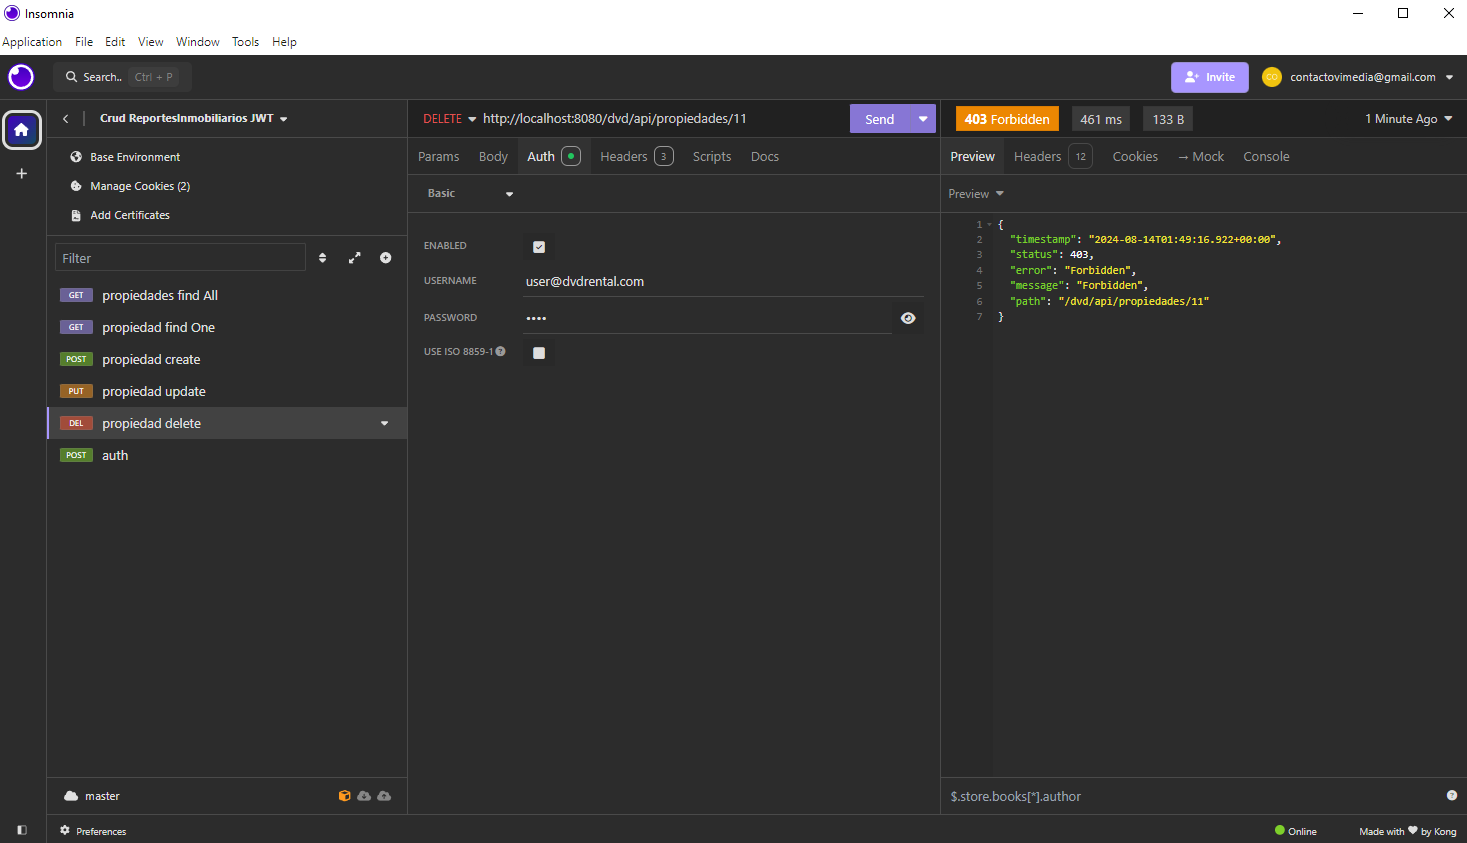 Insomnia
Application File Edit View Window Tools Help
Search.. Ctrl + P
Invite
CO
contactovimedia@gmail.com
Crud ReportesInmobiliarios JWT
Base Environment
Manage Cookies (2)
Add Certificates
Filter
GET propiedades find All
GET propiedad find One
POST propiedad create
PUT propiedad update
DEL propiedad delete
POST auth
master
Preferences
DELETE http://localhost:8080/dvd/api/propiedades/11 Send
Params Body Auth Headers 3 Scripts Docs
Basic
ENABLED
USERNAME user@dvdrental.com
PASSWORD ••••
USE ISO 8859-1
403 Forbidden 461 ms 133 B 1 Minute Ago
Preview Headers 12 Cookies → Mock Console
Preview
1 {
2 "timestamp": "2024-08-14T01:49:16.922+00:00",
3 "status": 403,
4 "error": "Forbidden",
5 "message": "Forbidden",
6 "path": "/dvd/api/propiedades/11"
7 }
$.store.books[*].author
Online
Made with ♥ by Kong